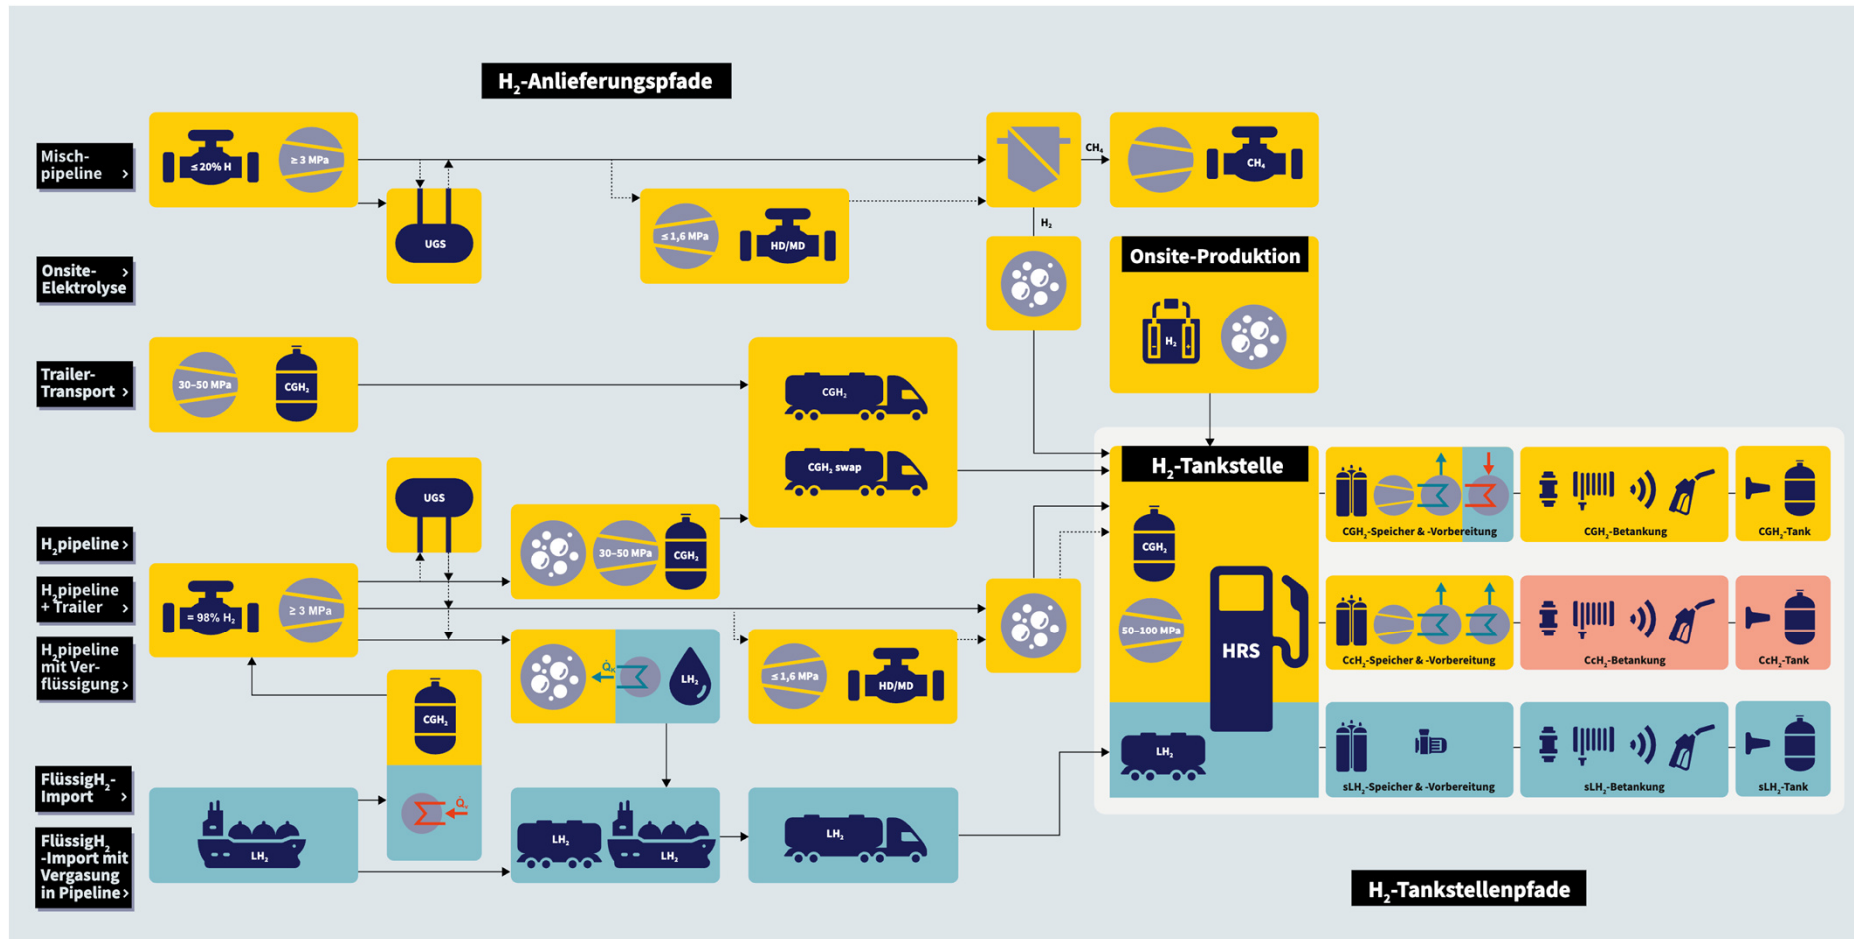 H₂-Anlieferungspfade
Misch-
pipeline >
≤ 20% H
≥ 3 MPa
UGS
≤ 1,6 MPa
HD/MD
CH₄
CH₄
H₂
Onsite- >
Elektrolyse
Onsite-Produktion
H₂
- +
Trailer-
Transport >
30–50 MPa
CGH₂
CGH₂
CGH₂ swap
UGS
H₂pipeline >
H₂pipeline
+ Trailer >
H₂pipeline
mit Ver-
flüssigung >
= 98% H₂
≥ 3 MPa
30–50 MPa
CGH₂
Q̇ₖ
LH₂
≤ 1,6 MPa
HD/MD
CGH₂
Q̇ᵥ
FlüssigH₂-
Import >
FlüssigH₂
-Import mit
Vergasung
in Pipeline >
LH₂
LH₂
LH₂
LH₂
H₂-Tankstelle
CGH₂
50–100 MPa
HRS
LH₂
CGH₂-Speicher & -Vorbereitung
CGH₂-Betankung
CGH₂-Tank
CcH₂-Speicher & -Vorbereitung
CcH₂-Betankung
CcH₂-Tank
sLH₂-Speicher & -Vorbereitung
sLH₂-Betankung
sLH₂-Tank
H₂-Tankstellenpfade